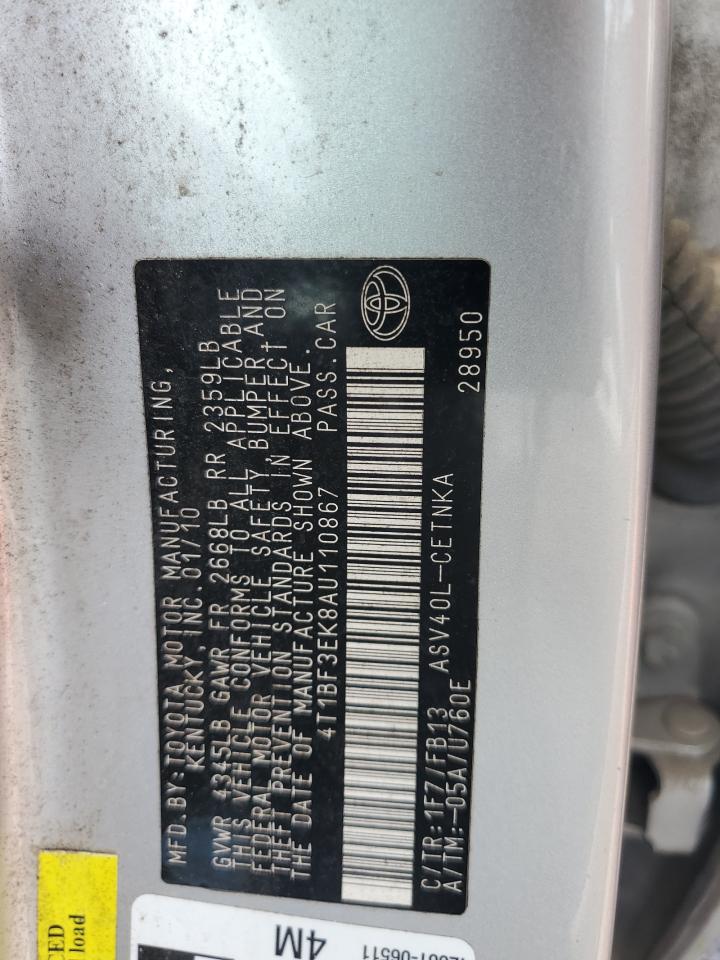 MFD.BY:TOYOTA MOTOR MANUFACTURING,
KENTUCKY, INC. 01/10
GVWR 4345LB GAWR FR 2668LB RR 2359LB
THIS VEHICLE CONFORMS TO ALL APPLICABLE
FEDERAL MOTOR VEHICLE SAFETY, BUMPER, AND
THEFT PREVENTION STANDARDS IN EFFECT ON
THE DATE OF MANUFACTURE SHOWN ABOVE.
4T1BF3EK8AU110867 PASS.CAR
C/TR:1F7/FB13 ASV40L-CETNKA
A/TM:-05A/U760E 28950
CED
load
4M